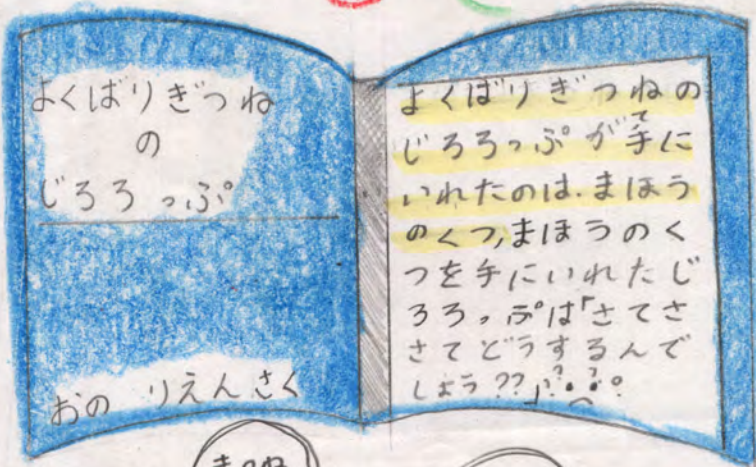 よくばりぎつね
の
じろろっぷ
おの りえん さく
よくばりぎつねの
じろろっぷが手に
いれたのは、まほう
のくつ、まほうのく
つを手にいれたじ
ろろっぷは「さてさ
さてどうするんで
しょう??」